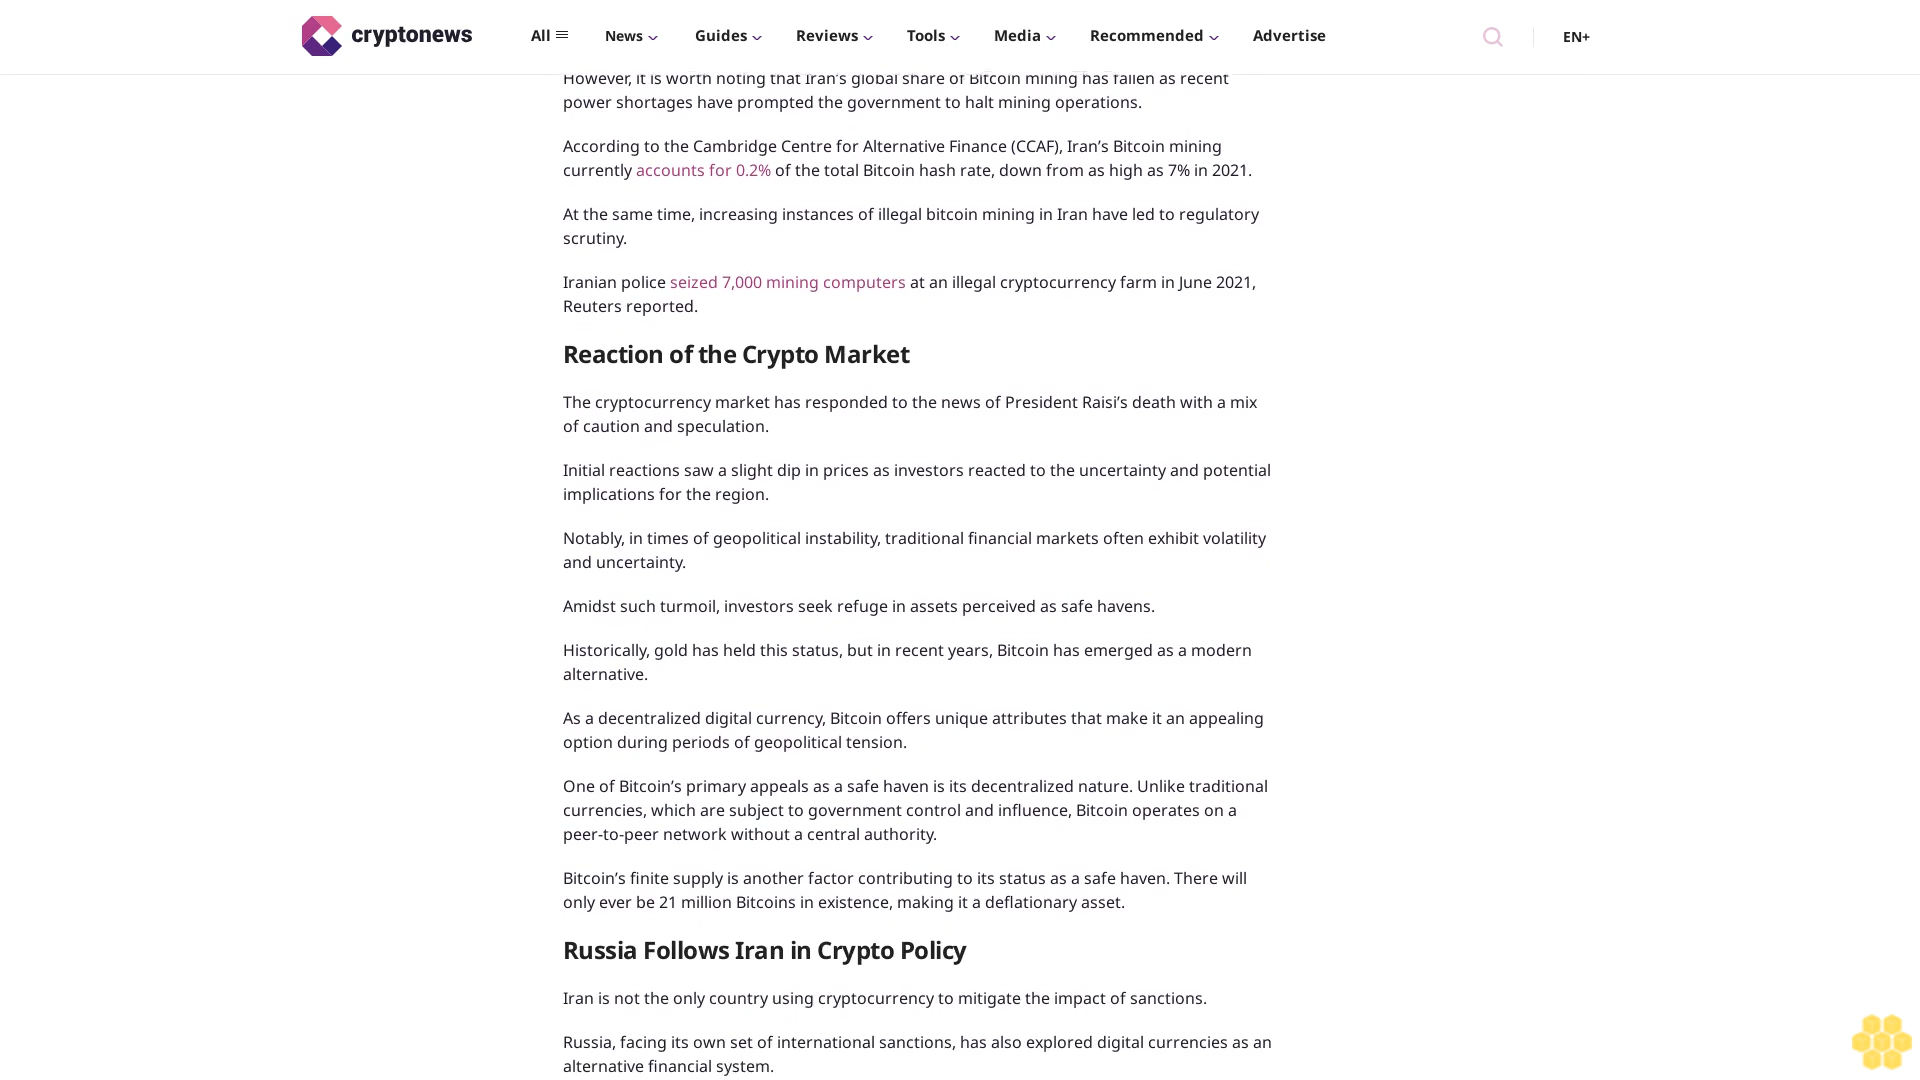 cryptonews
All
News
Guides
Reviews
Tools
Media
Recommended
Advertise
EN+
However, it is worth noting that Iran’s global share of Bitcoin mining has fallen as recent
power shortages have prompted the government to halt mining operations.
According to the Cambridge Centre for Alternative Finance (CCAF), Iran’s Bitcoin mining
currently accounts for 0.2% of the total Bitcoin hash rate, down from as high as 7% in 2021.
At the same time, increasing instances of illegal bitcoin mining in Iran have led to regulatory
scrutiny.
Iranian police seized 7,000 mining computers at an illegal cryptocurrency farm in June 2021,
Reuters reported.
Reaction of the Crypto Market
The cryptocurrency market has responded to the news of President Raisi’s death with a mix
of caution and speculation.
Initial reactions saw a slight dip in prices as investors reacted to the uncertainty and potential
implications for the region.
Notably, in times of geopolitical instability, traditional financial markets often exhibit volatility
and uncertainty.
Amidst such turmoil, investors seek refuge in assets perceived as safe havens.
Historically, gold has held this status, but in recent years, Bitcoin has emerged as a modern
alternative.
As a decentralized digital currency, Bitcoin offers unique attributes that make it an appealing
option during periods of geopolitical tension.
One of Bitcoin’s primary appeals as a safe haven is its decentralized nature. Unlike traditional
currencies, which are subject to government control and influence, Bitcoin operates on a
peer-to-peer network without a central authority.
Bitcoin’s finite supply is another factor contributing to its status as a safe haven. There will
only ever be 21 million Bitcoins in existence, making it a deflationary asset.
Russia Follows Iran in Crypto Policy
Iran is not the only country using cryptocurrency to mitigate the impact of sanctions.
Russia, facing its own set of international sanctions, has also explored digital currencies as an
alternative financial system.